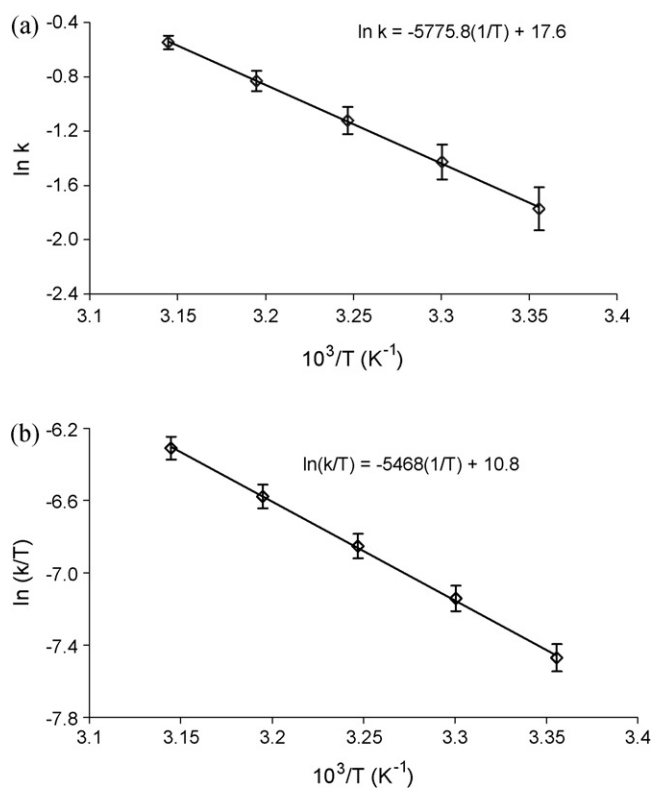 (a)
ln k = -5775.8(1/T) + 17.6
ln k
-0.4
-0.8
-1.2
-1.6
-2.0
-2.4
3.1 3.15 3.2 3.25 3.3 3.35 3.4
10³/T (K⁻¹)
(b)
ln(k/T) = -5468(1/T) + 10.8
ln (k/T)
-6.2
-6.6
-7.0
-7.4
-7.8
3.1 3.15 3.2 3.25 3.3 3.35 3.4
10³/T (K⁻¹)